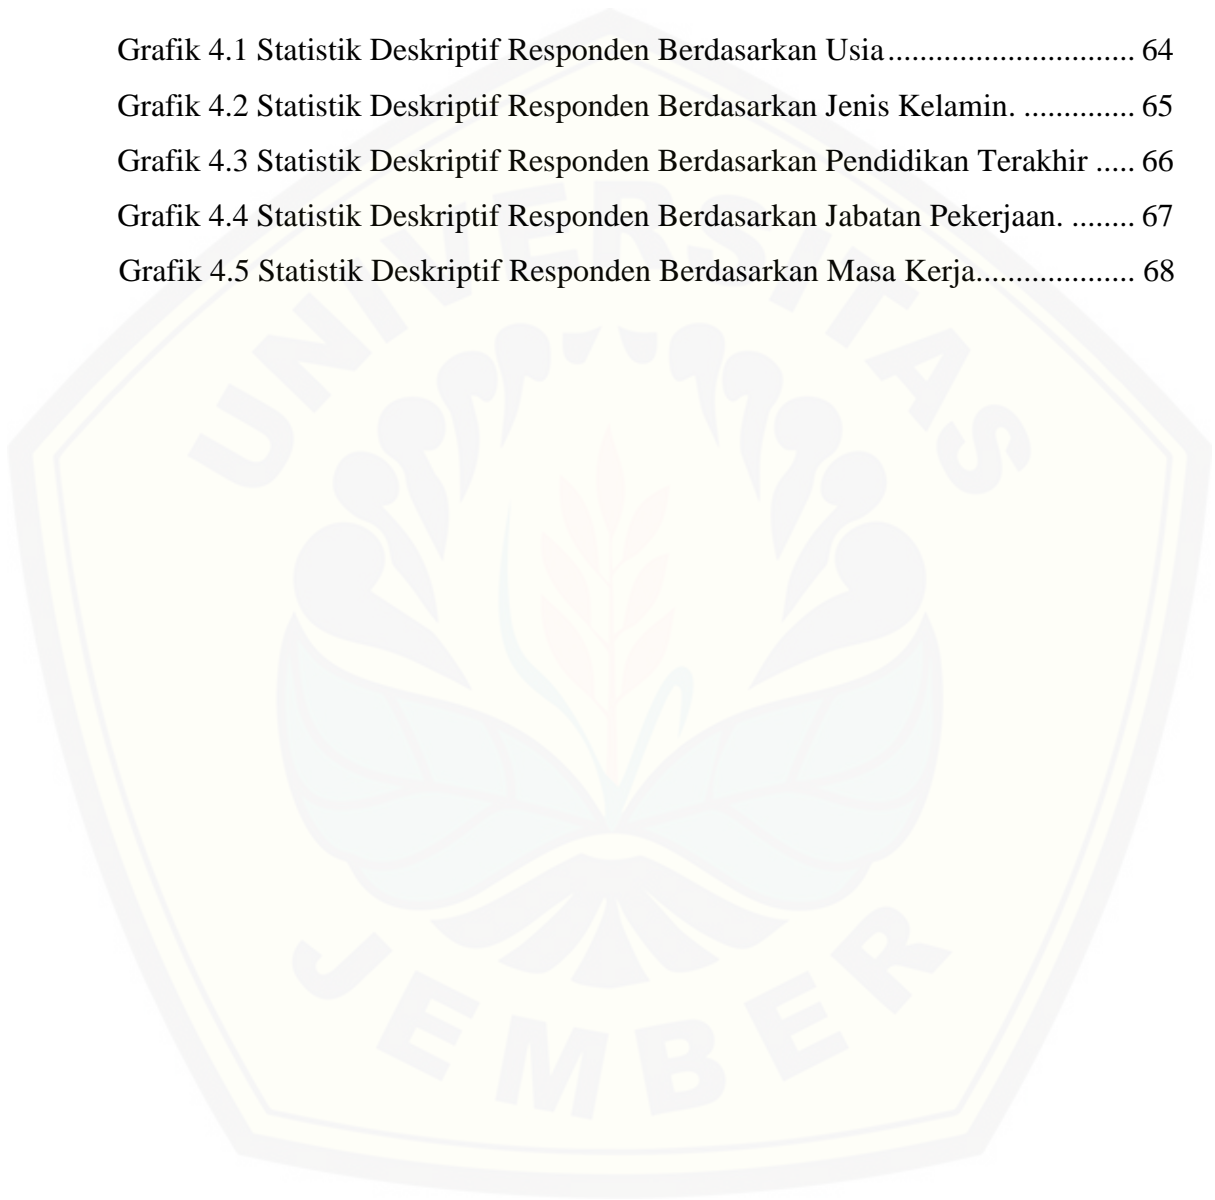 Grafik 4.1 Statistik Deskriptif Responden Berdasarkan Usia............................... 64
Grafik 4.2 Statistik Deskriptif Responden Berdasarkan Jenis Kelamin. .............. 65
Grafik 4.3 Statistik Deskriptif Responden Berdasarkan Pendidikan Terakhir ..... 66
Grafik 4.4 Statistik Deskriptif Responden Berdasarkan Jabatan Pekerjaan. ........ 67
Grafik 4.5 Statistik Deskriptif Responden Berdasarkan Masa Kerja.................... 68
UNIVERSITAS
JEMBER